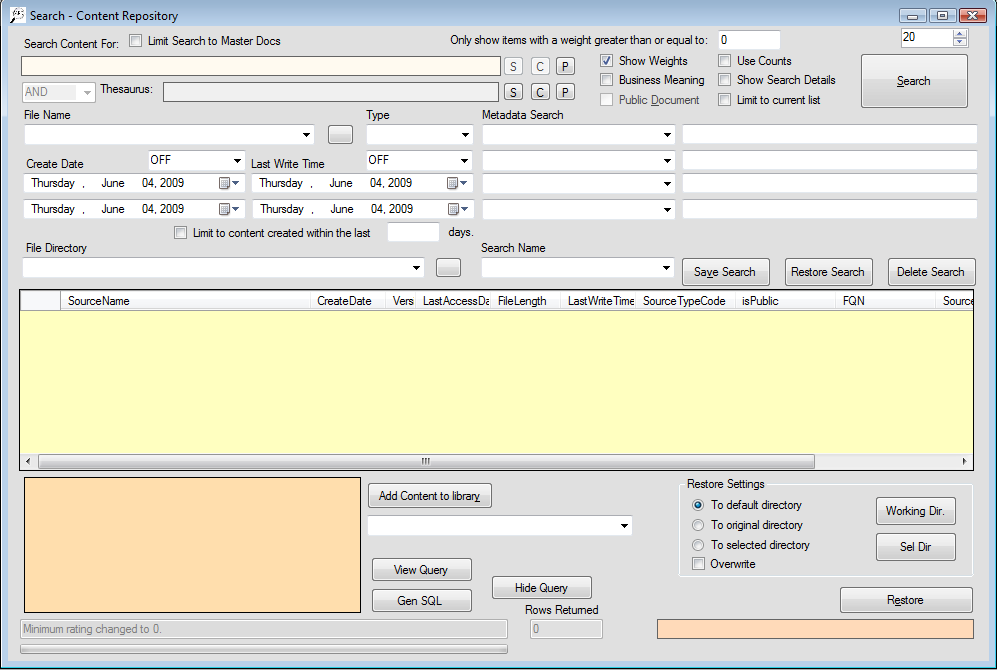 Search - Content Repository
Search Content For: Limit Search to Master Docs Only show items with a weight greater than or equal to: 0 20
S C P Show Weights Use Counts Search
AND Thesaurus: S C P Business Meaning Show Search Details
Public Document Limit to current list
File Name Type Metadata Search
Create Date OFF Last Write Time OFF
Thursday , June 04, 2009 Thursday , June 04, 2009
Thursday , June 04, 2009 Thursday , June 04, 2009
Limit to content created within the last days.
File Directory Search Name
Save Search Restore Search Delete Search
SourceName CreateDate Vers LastAccessDa FileLength LastWriteTime SourceTypeCode isPublic FQN Source
Add Content to library
Restore Settings
To default directory Working Dir.
To original directory
To selected directory Sel Dir
Overwrite
View Query
Hide Query
Gen SQL
Restore
Rows Returned
Minimum rating changed to 0. 0